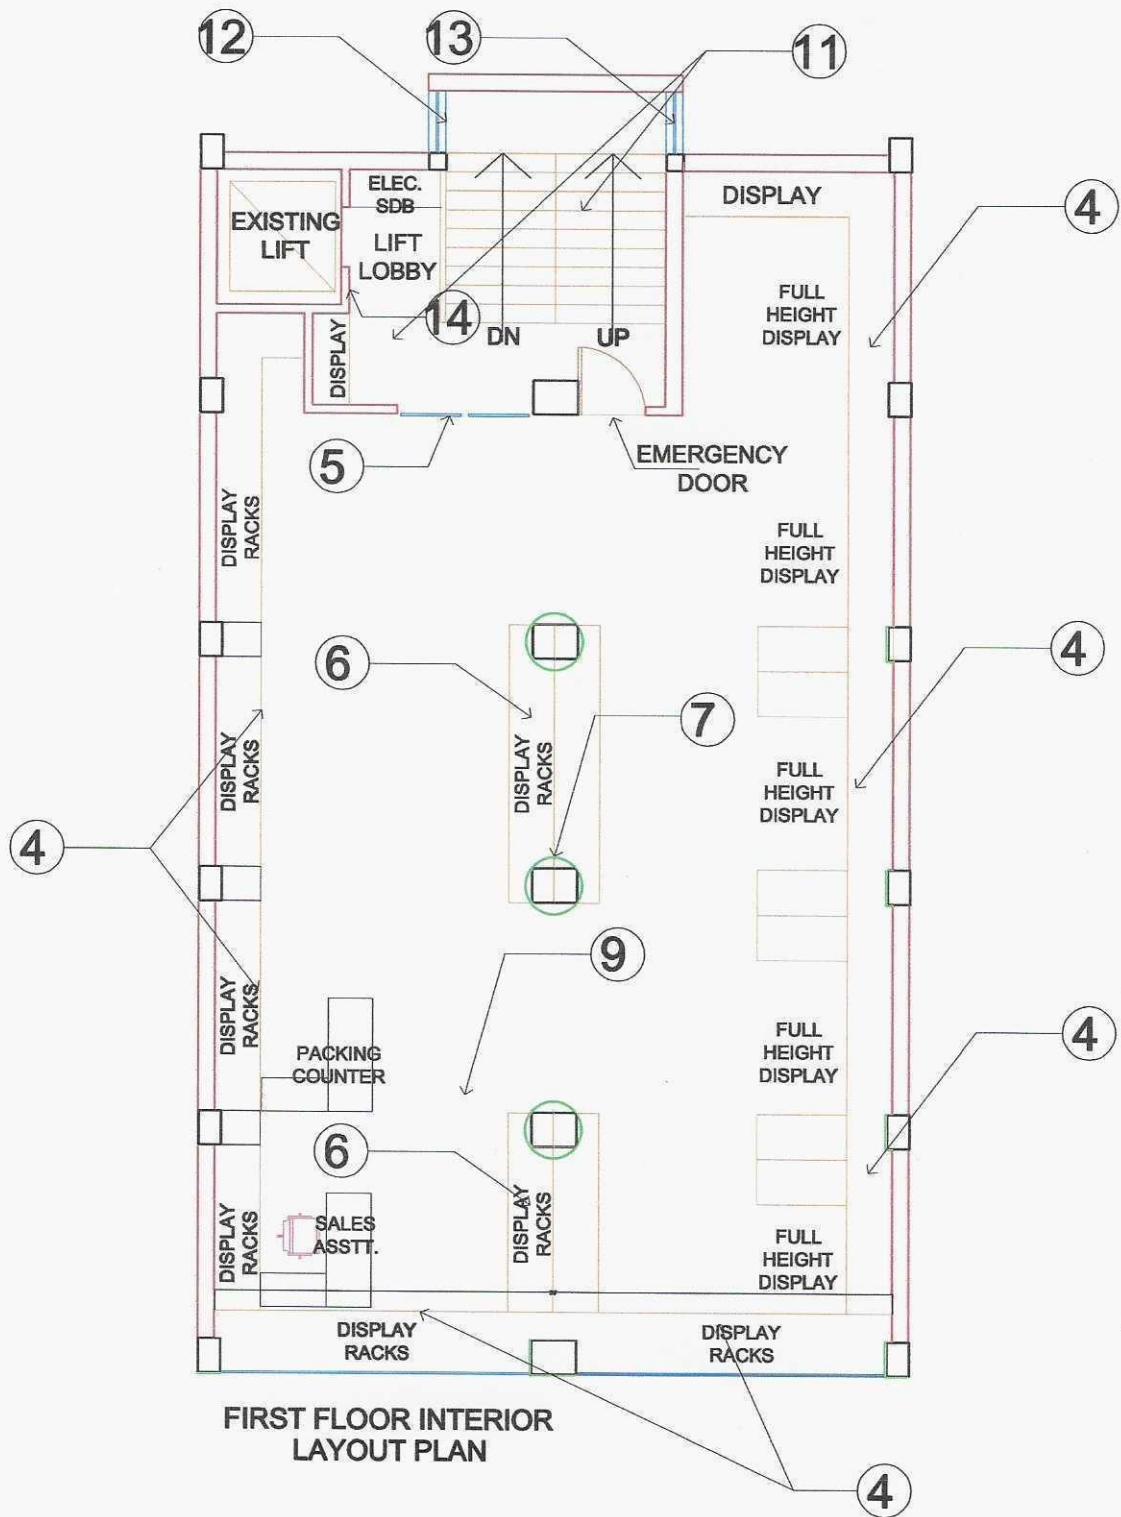 12
13
11
ELEC.
SDB
DISPLAY
4
EXISTING
LIFT
LIFT
LOBBY
14
DN
UP
FULL
HEIGHT
DISPLAY
DISPLAY
5
EMERGENCY
DOOR
DISPLAY
RACKS
FULL
HEIGHT
DISPLAY
6
4
7
DISPLAY
RACKS
DISPLAY
RACKS
FULL
HEIGHT
DISPLAY
4
9
DISPLAY
RACKS
PACKING
COUNTER
FULL
HEIGHT
DISPLAY
4
6
DISPLAY
RACKS
SALES
ASSTT.
DISPLAY
RACKS
FULL
HEIGHT
DISPLAY
DISPLAY
RACKS
DISPLAY
RACKS
FIRST FLOOR INTERIOR
LAYOUT PLAN
4